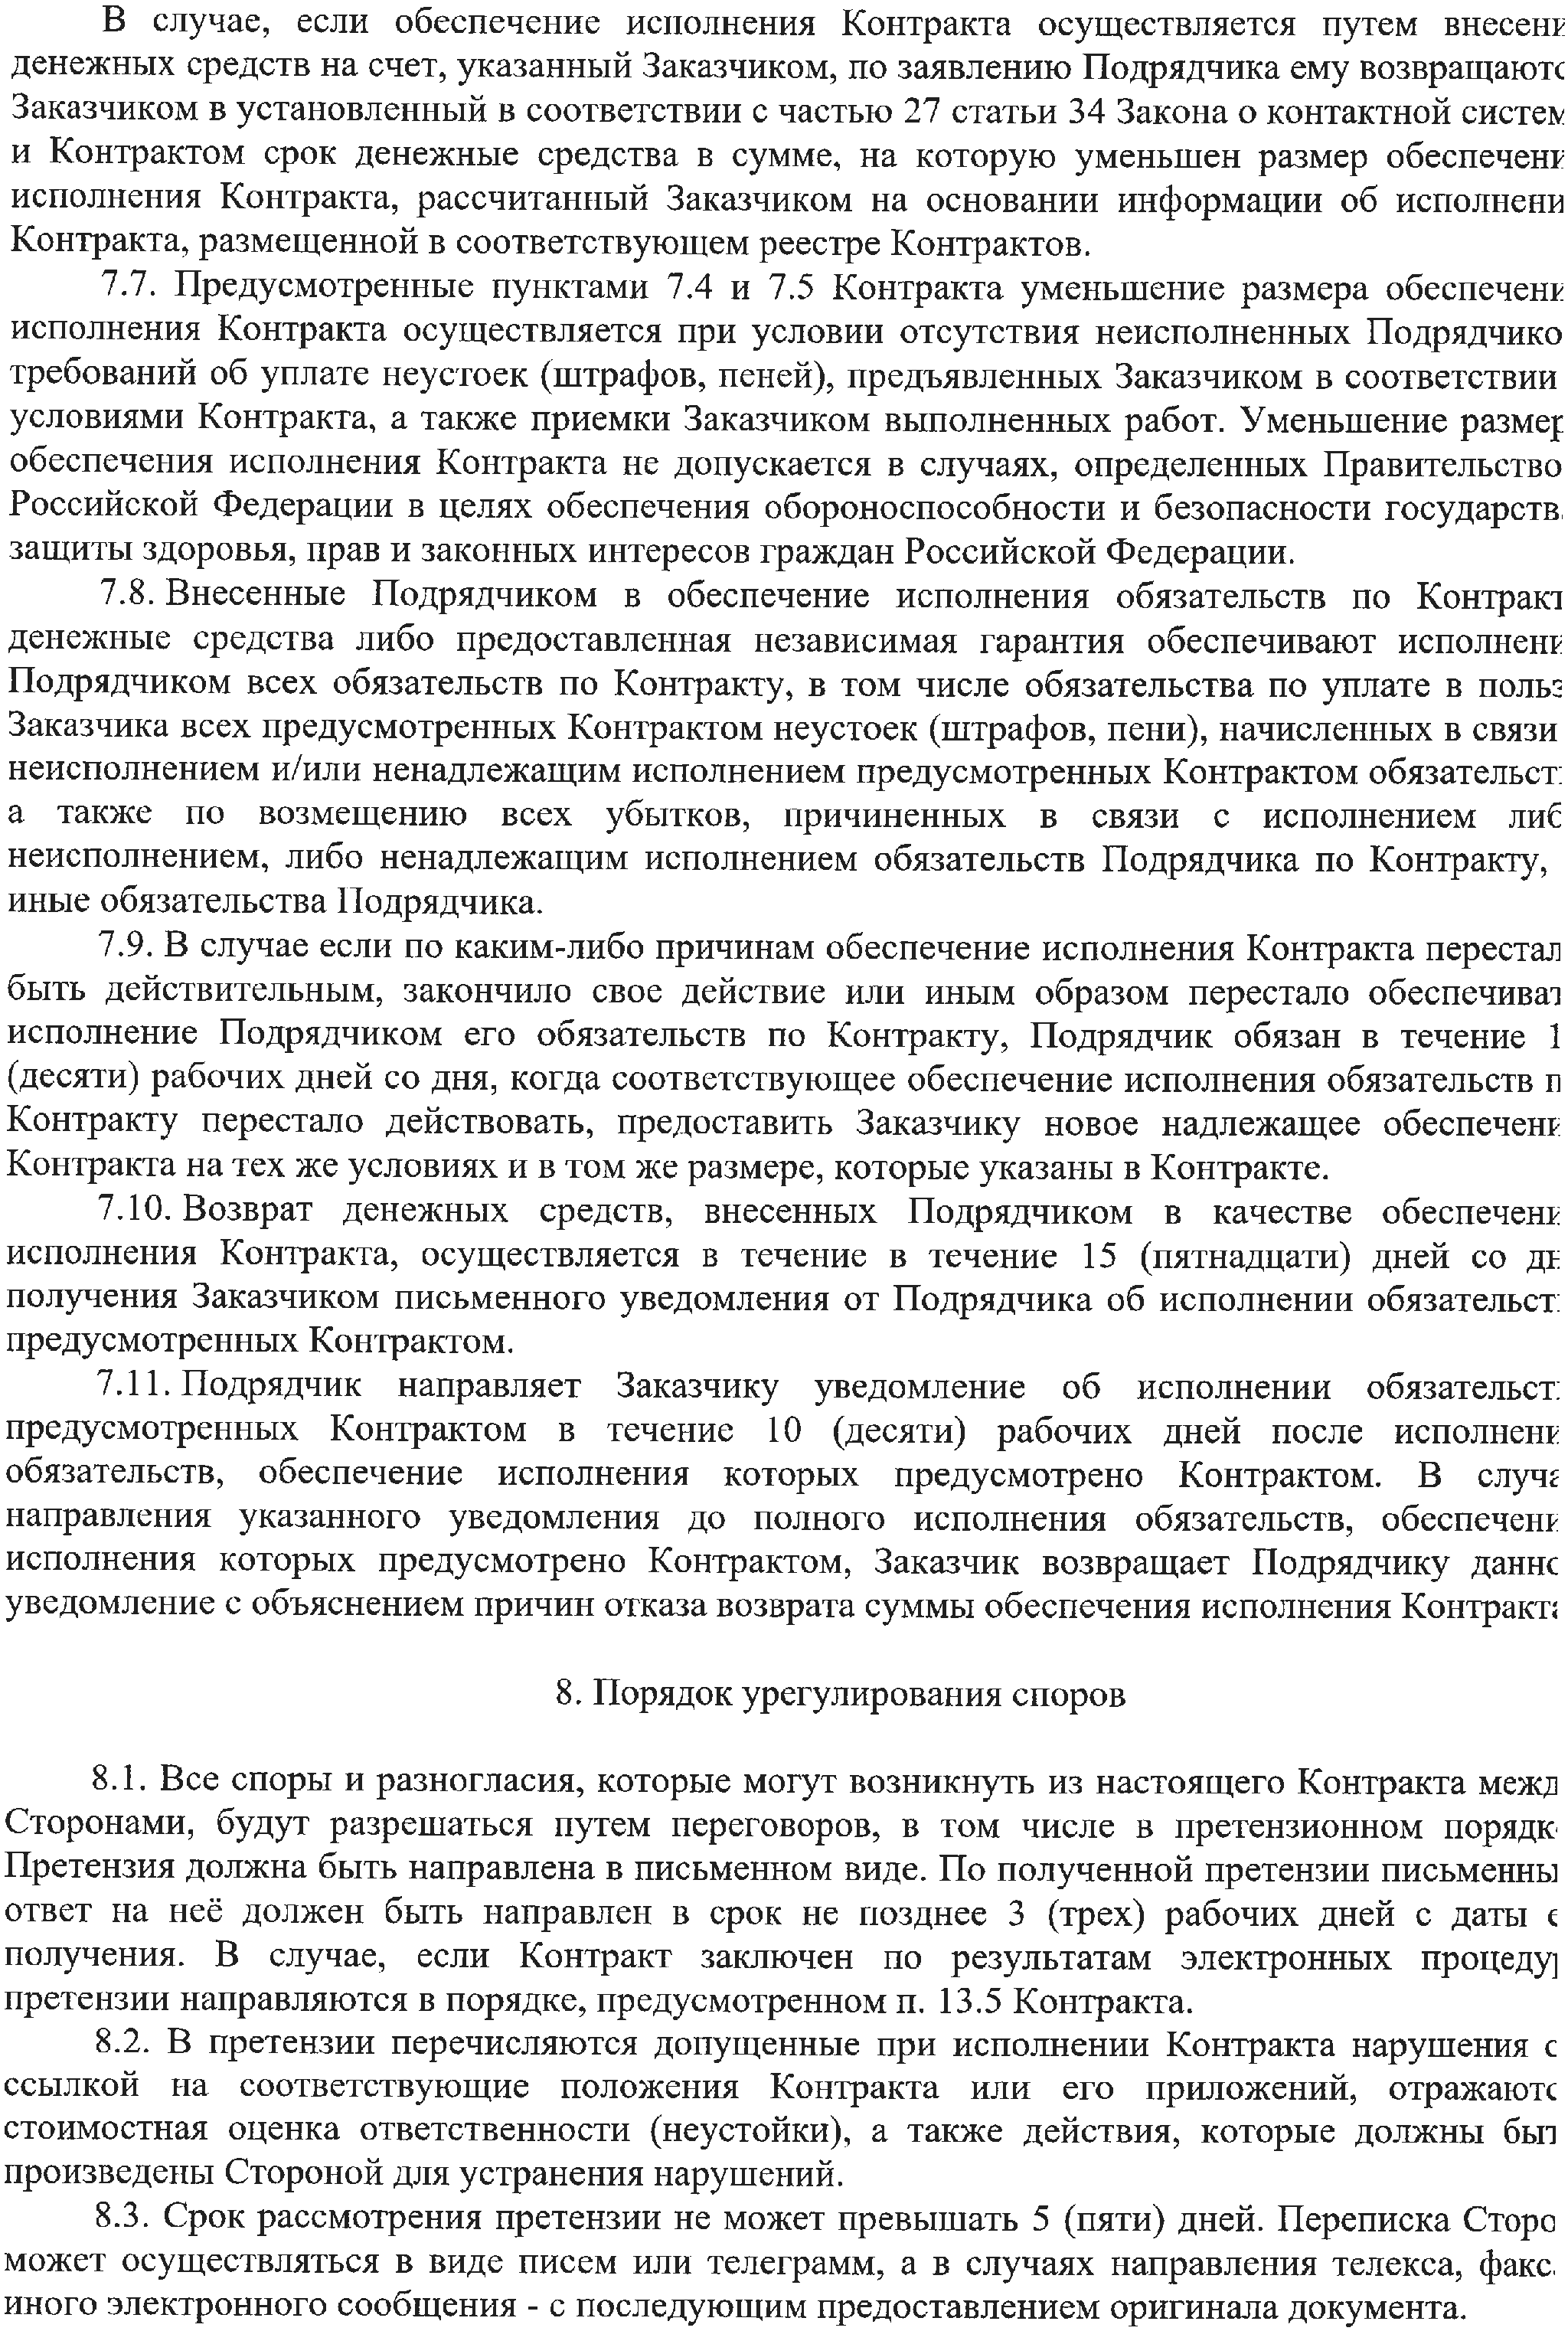 В случае, если обеспечение исполнения Контракта осуществляется путем внесени
денежных средств на счет, указанный Заказчиком, по заявлению Подрядчика ему возвращаютс
Заказчиком в установленный в соответствии с частью 27 статьи 34 Закона о контактной систем
и Контрактом срок денежные средства в сумме, на которую уменьшен размер обеспечени
исполнения Контракта, рассчитанный Заказчиком на основании информации об исполнени
Контракта, размещенной в соответствующем реестре Контрактов.
7.7. Предусмотренные пунктами 7.4 и 7.5 Контракта уменьшение размера обеспечени
исполнения Контракта осуществляется при условии отсутствия неисполненных Подрядчико
требований об уплате неустоек (штрафов, пеней), предъявленных Заказчиком в соответствии
условиями Контракта, а также приемки Заказчиком выполненных работ. Уменьшение размер
обеспечения исполнения Контракта не допускается в случаях, определенных Правительство
Российской Федерации в целях обеспечения обороноспособности и безопасности государств
защиты здоровья, прав и законных интересов граждан Российской Федерации.
7.8. Внесенные Подрядчиком в обеспечение исполнения обязательств по Контракт
денежные средства либо предоставленная независимая гарантия обеспечивают исполнени
Подрядчиком всех обязательств по Контракту, в том числе обязательства по уплате в польз
Заказчика всех предусмотренных Контрактом неустоек (штрафов, пени), начисленных в связи
неисполнением и/или ненадлежащим исполнением предусмотренных Контрактом обязательст
а также по возмещению всех убытков, причиненных в связи с исполнением либ
неисполнением, либо ненадлежащим исполнением обязательств Подрядчика по Контракту,
иные обязательства Подрядчика.
7.9. В случае если по каким-либо причинам обеспечение исполнения Контракта перестал
быть действительным, закончило свое действие или иным образом перестало обеспечиват
исполнение Подрядчиком его обязательств по Контракту, Подрядчик обязан в течение 1
(десяти) рабочих дней со дня, когда соответствующее обеспечение исполнения обязательств п
Контракту перестало действовать, предоставить Заказчику новое надлежащее обеспечени
Контракта на тех же условиях и в том же размере, которые указаны в Контракте.
7.10. Возврат денежных средств, внесенных Подрядчиком в качестве обеспечени
исполнения Контракта, осуществляется в течение в течение 15 (пятнадцати) дней со дн
получения Заказчиком письменного уведомления от Подрядчика об исполнении обязательст
предусмотренных Контрактом.
7.11. Подрядчик направляет Заказчику уведомление об исполнении обязательст
предусмотренных Контрактом в течение 10 (десяти) рабочих дней после исполнени
обязательств, обеспечение исполнения которых предусмотрено Контрактом. В случа
направления указанного уведомления до полного исполнения обязательств, обеспечени
исполнения которых предусмотрено Контрактом, Заказчик возвращает Подрядчику данно
уведомление с объяснением причин отказа возврата суммы обеспечения исполнения Контракта
8. Порядок урегулирования споров
8.1. Все споры и разногласия, которые могут возникнуть из настоящего Контракта межд
Сторонами, будут разрешаться путем переговоров, в том числе в претензионном порядк
Претензия должна быть направлена в письменном виде. По полученной претензии письменны
ответ на неё должен быть направлен в срок не позднее 3 (трех) рабочих дней с даты е
получения. В случае, если Контракт заключен по результатам электронных процедур
претензии направляются в порядке, предусмотренном п. 13.5 Контракта.
8.2. В претензии перечисляются допущенные при исполнении Контракта нарушения с
ссылкой на соответствующие положения Контракта или его приложений, отражаютс
стоимостная оценка ответственности (неустойки), а также действия, которые должны быт
произведены Стороной для устранения нарушений.
8.3. Срок рассмотрения претензии не может превышать 5 (пяти) дней. Переписка Сторо
может осуществляться в виде писем или телеграмм, а в случаях направления телекса, факс
иного электронного сообщения - с последующим предоставлением оригинала документа.